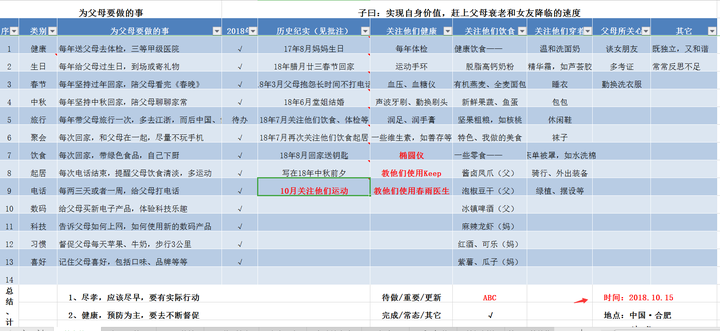 为父母要做的事 子曰：实现自身价值，赶上父母衰老和女友降临的速度
序 类别 为父母要做的事 2018年 历史纪实（见批注） 关注他们健康 关注他们饮食 关注他们穿着 父母所关心 其它
1 健康 每年送父母去体检，三等甲级医院 √ 17年8月妈妈生日 每年体检 健康饮食—— 温和洗面奶 谈女朋友 既独立，又和谐
2 生日 每年给父母过生日，到场或寄礼物 √ 18年腊月廿三春节回家 运动手环 脱脂高钙奶粉 精华霜，如芦荟胶 多考证 常常反思不足
3 春节 每年坚持过年回家，陪父母看完《春晚》 √ 18年3月父母抱怨长时间不打电话 血压、血糖仪 有机燕麦、全麦面包 睡衣 勤换洗衣服
4 中秋 每年坚持中秋回家，陪父母聊聊家常 √ 18年6月堂姐结婚 声波牙刷、勤换刷头 新鲜果蔬、鱼蛋 包包
5 旅行 每年带父母旅行一次，多去江浙，而后中国、 待办 18年7月关注他们饮食、体检等 润足、润手膏 坚果粗粮，如核桃 休闲鞋
6 聚会 每次回家，和父母在一起，尽量不玩手机 √ 18年7月再次关注他们饮食起居 一些维生素，如善存等 特色、我做的美食 袜子
7 饮食 每次回家，带绿色食品，自己下厨 √ 18年8月回家送钥匙 椭圆仪 一些零食—— 床单被罩，如水洗棉
8 起居 每次电话结束，提醒父母饮食清淡，多运动 √ 写在18年中秋前夕 教他们使用Keep 酱卤凤爪（父） 骑行、外出装备
9 电话 每两三天或者一周，给父母打电话 √ 10月关注他们运动 教他们使用春雨医生 泡椒豆干（父） 绿植、摆设等
10 数码 给父母买新电子产品，体验科技乐趣 √ 冰镇啤酒（父）
11 科技 告诉父母如何上网，如何使用新的数码产品 √ 麻辣龙虾（妈）
12 习惯 督促父母每天苹果、牛奶，步行3公里 √ 红酒、可乐（妈）
13 喜好 记住父母喜好，包括口味、品牌等等 √ 紫薯、瓜子（妈）
14
总结、计 1、尽孝，应该尽早，要有实际行动 待做/重要/更新 ABC 时间：2018.10.15
2、健康，预防为主，要去不断督促 完成/常态/其它 √ 地点：中国·合肥